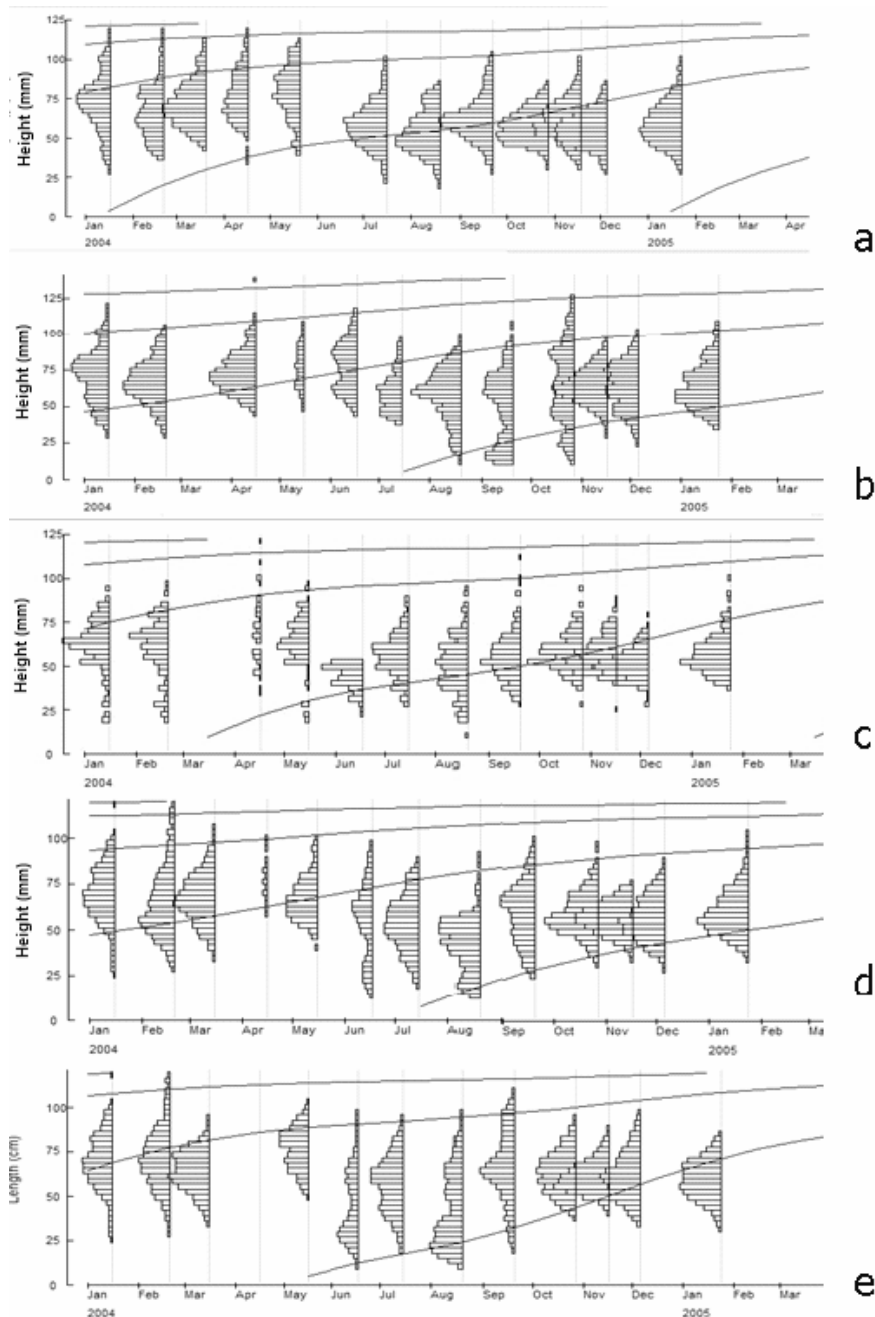 125
100
75
50
25
0
Height (mm)
Jan Feb Mar Apr May Jun Jul Aug Sep Oct Nov Dec Jan Feb Mar Apr
2004 2005
a
125
100
75
50
25
0
Height (mm)
Jan Feb Mar Apr May Jun Jul Aug Sep Oct Nov Dec Jan Feb Mar
2004 2005
b
125
100
75
50
25
0
Height (mm)
Jan Feb Mar Apr May Jun Jul Aug Sep Oct Nov Dec Jan Feb Mar
2004 2005
c
100
75
50
25
0
Height (mm)
Jan Feb Mar Apr May Jun Jul Aug Sep Oct Nov Dec Jan Feb Ma
2004 2005
d
100
75
50
25
0
Length (cm)
Jan Feb Mar Apr May Jun Jul Aug Sep Oct Nov Dec Jan Feb Mar
2004 2005
e